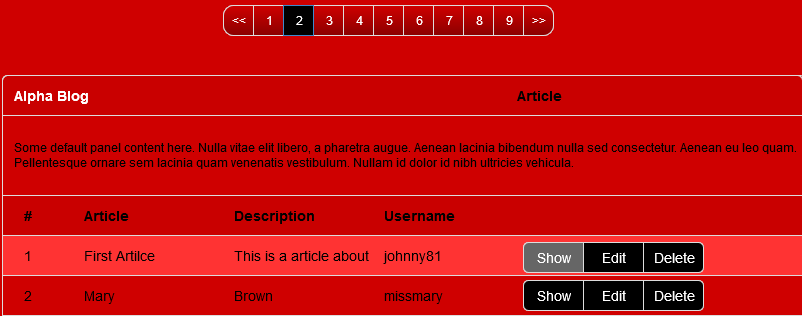 << 1 2 3 4 5 6 7 8 9 >>
Alpha Blog Article
Some default panel content here. Nulla vitae elit libero, a pharetra augue. Aenean lacinia bibendum nulla sed consectetur. Aenean eu leo quam.
Pellentesque ornare sem lacinia quam venenatis vestibulum. Nullam id dolor id nibh ultricies vehicula.
# Article Description Username
1 First Artilce This is a article about johnny81 Show Edit Delete
2 Mary Brown missmary Show Edit Delete